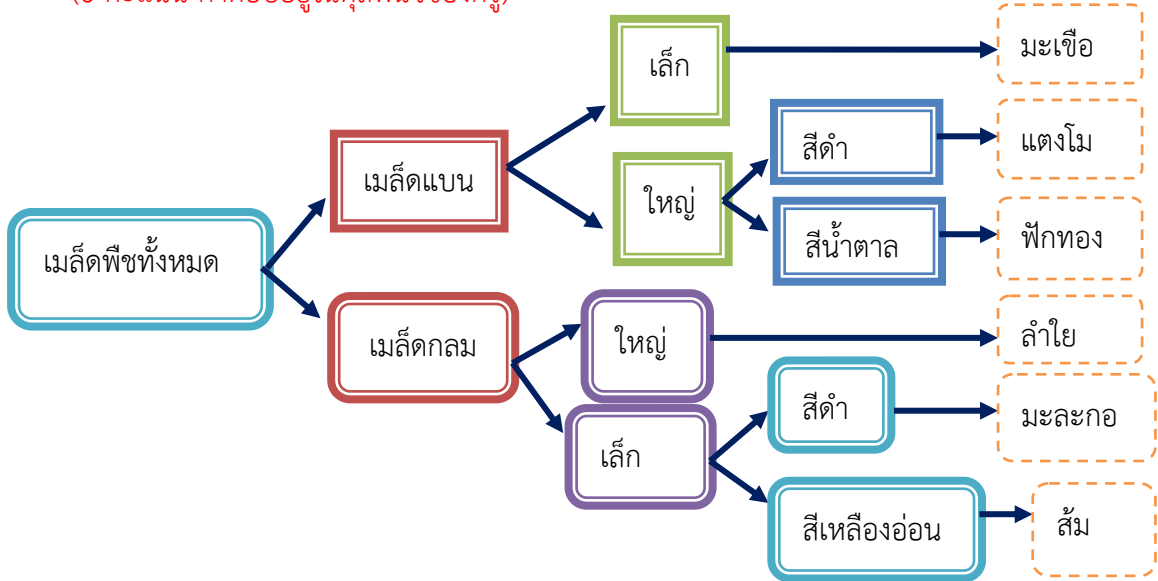 เล็ก
มะเขือ
สีดำ
แตงโม
เมล็ดแบน
ใหญ่
สีน้ำตาล
ฟักทอง
เมล็ดพืชทั้งหมด
เมล็ดกลม
ใหญ่
ลำใย
สีดำ
มะละกอ
เล็ก
สีเหลืองอ่อน
ส้ม